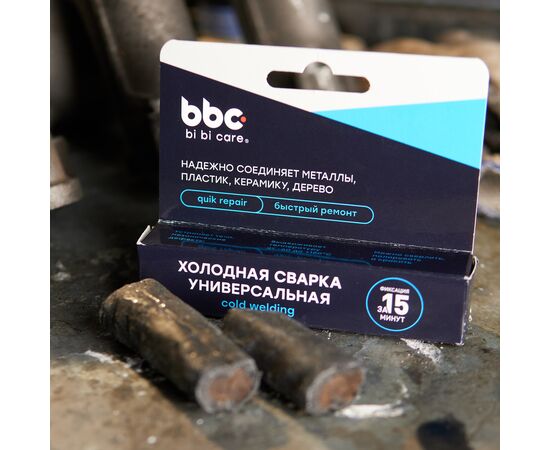 bbc
bi bi care®
НАДЕЖНО СОЕДИНЯЕТ МЕТАЛЛЫ,
ПЛАСТИК, КЕРАМИКУ, ДЕРЕВО
quik repair быстрый ремонт
ХОЛОДНАЯ СВАРКА
УНИВЕРСАЛЬНАЯ
cold welding
ФИКСАЦИЯ
ЗА 15
МИНУТ